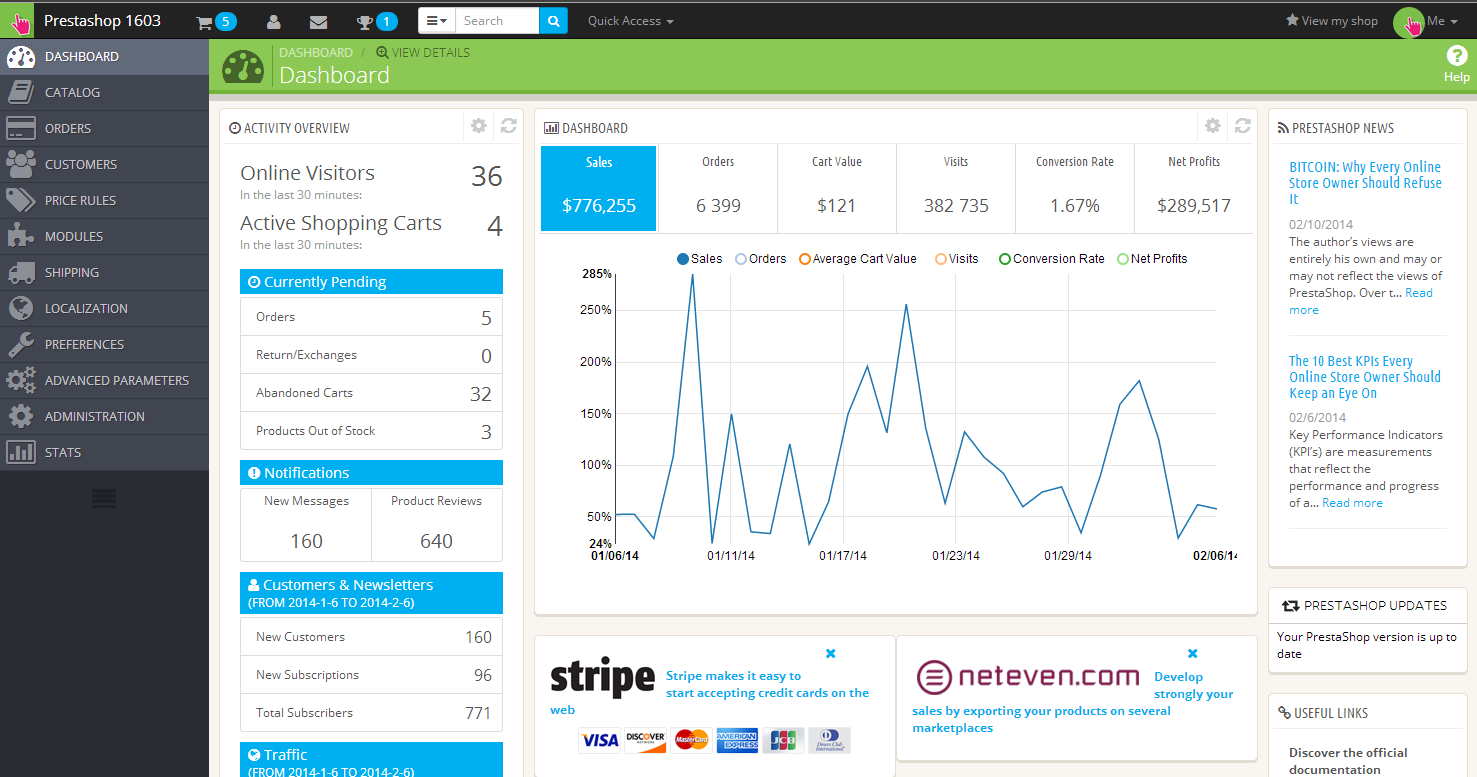 Prestashop 1603
5
1
Search
Quick Access
View my shop
Me
DASHBOARD
CATALOG
ORDERS
CUSTOMERS
PRICE RULES
MODULES
SHIPPING
LOCALIZATION
PREFERENCES
ADVANCED PARAMETERS
ADMINISTRATION
STATS
DASHBOARD / VIEW DETAILS
Dashboard
?
Help
ACTIVITY OVERVIEW
Online Visitors 36
In the last 30 minutes:
Active Shopping Carts 4
In the last 30 minutes:
Currently Pending
Orders 5
Return/Exchanges 0
Abandoned Carts 32
Products Out of Stock 3
Notifications
New Messages Product Reviews
160 640
Customers & Newsletters
(FROM 2014-1-6 TO 2014-2-6)
New Customers 160
New Subscriptions 96
Total Subscribers 771
Traffic
(FROM 2014-1-6 TO 2014-2-6)
DASHBOARD
Sales Orders Cart Value Visits Conversion Rate Net Profits
$776,255 6 399 $121 382 735 1.67% $289,517
Sales Orders Average Cart Value Visits Conversion Rate Net Profits
285%
250%
200%
150%
100%
50%
24%
01/06/14 01/11/14 01/17/14 01/23/14 01/29/14 02/06/14
stripe
Stripe makes it easy to
start accepting credit cards on the
web
VISA DISCOVER NETWORK MasterCard AMERICAN EXPRESS JCB Diners Club International
neteven.com
Develop
strongly your
sales by exporting your products on several
marketplaces
PRESTASHOP NEWS
BITCOIN: Why Every Online
Store Owner Should Refuse
It
02/10/2014
The author's views are
entirely his own and may or
may not reflect the views of
PrestaShop. Over t... Read
more
The 10 Best KPIs Every
Online Store Owner Should
Keep an Eye On
02/6/2014
Key Performance Indicators
(KPI's) are measurements
that reflect the
performance and progress
of a... Read more
PRESTASHOP UPDATES
Your PrestaShop version is up to
date
USEFUL LINKS
Discover the official
documentation